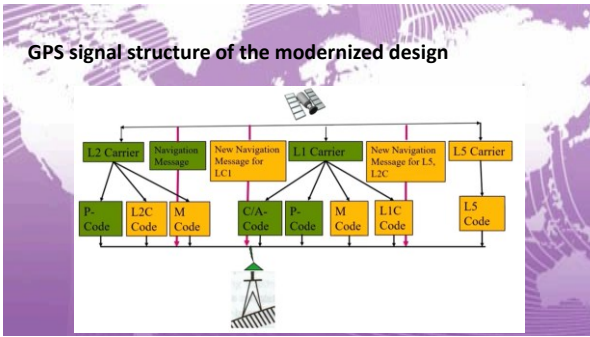 GPS signal structure of the modernized design
L2 Carrier
Navigation
Message
New Navigation
Message for
LC1
L1 Carrier
New Navigation
Message for L5,
L2C
L5 Carrier
P-
Code
L2C
Code
M
Code
C/A-
Code
P-
Code
M
Code
L1C
Code
L5
Code